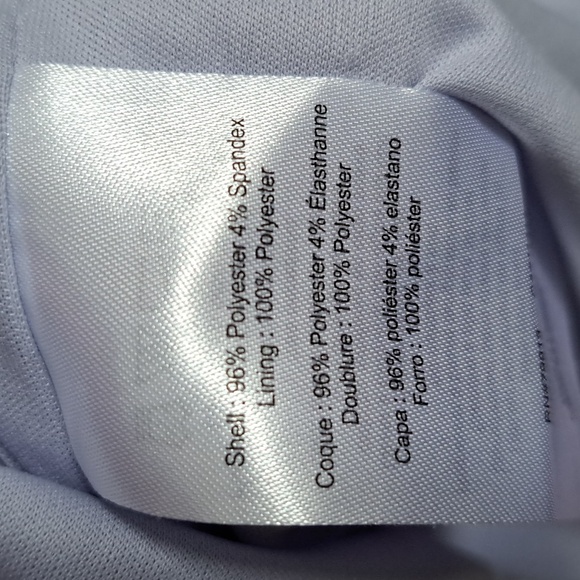 Shell : 96% Polyester 4% Spandex
Lining : 100% Polyester
Coque : 96% Polyester 4% Élasthanne
Doublure : 100% Polyester
Capa : 96% poliéster 4% elastano
Forro : 100% poliéster